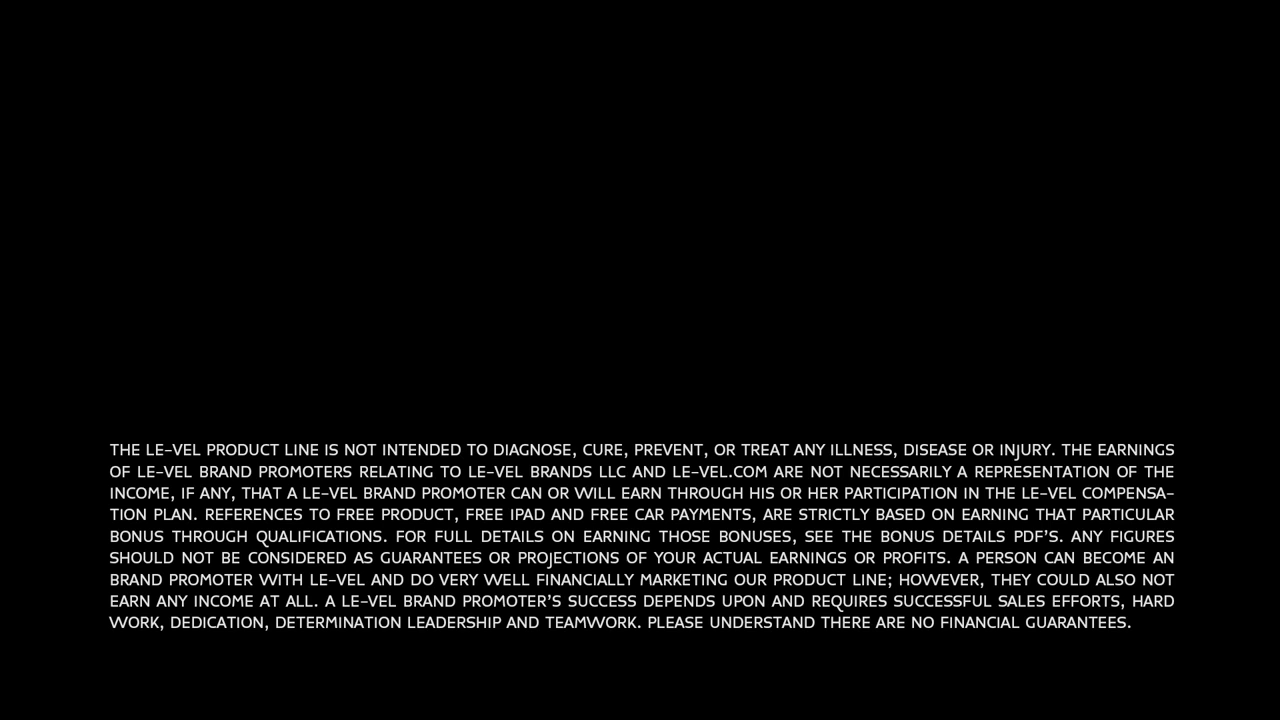 THE LE-VEL PRODUCT LINE IS NOT INTENDED TO DIAGNOSE, CURE, PREVENT, OR TREAT ANY ILLNESS, DISEASE OR INJURY. THE EARNINGS
OF LE-VEL BRAND PROMOTERS RELATING TO LE-VEL BRANDS LLC AND LE-VEL.COM ARE NOT NECESSARILY A REPRESENTATION OF THE
INCOME, IF ANY, THAT A LE-VEL BRAND PROMOTER CAN OR WILL EARN THROUGH HIS OR HER PARTICIPATION IN THE LE-VEL COMPENSA-
TION PLAN. REFERENCES TO FREE PRODUCT, FREE IPAD AND FREE CAR PAYMENTS, ARE STRICTLY BASED ON EARNING THAT PARTICULAR
BONUS THROUGH QUALIFICATIONS. FOR FULL DETAILS ON EARNING THOSE BONUSES, SEE THE BONUS DETAILS PDF'S. ANY FIGURES
SHOULD NOT BE CONSIDERED AS GUARANTEES OR PROJECTIONS OF YOUR ACTUAL EARNINGS OR PROFITS. A PERSON CAN BECOME AN
BRAND PROMOTER WITH LE-VEL AND DO VERY WELL FINANCIALLY MARKETING OUR PRODUCT LINE; HOWEVER, THEY COULD ALSO NOT
EARN ANY INCOME AT ALL. A LE-VEL BRAND PROMOTER'S SUCCESS DEPENDS UPON AND REQUIRES SUCCESSFUL SALES EFFORTS, HARD
WORK, DEDICATION, DETERMINATION LEADERSHIP AND TEAMWORK. PLEASE UNDERSTAND THERE ARE NO FINANCIAL GUARANTEES.